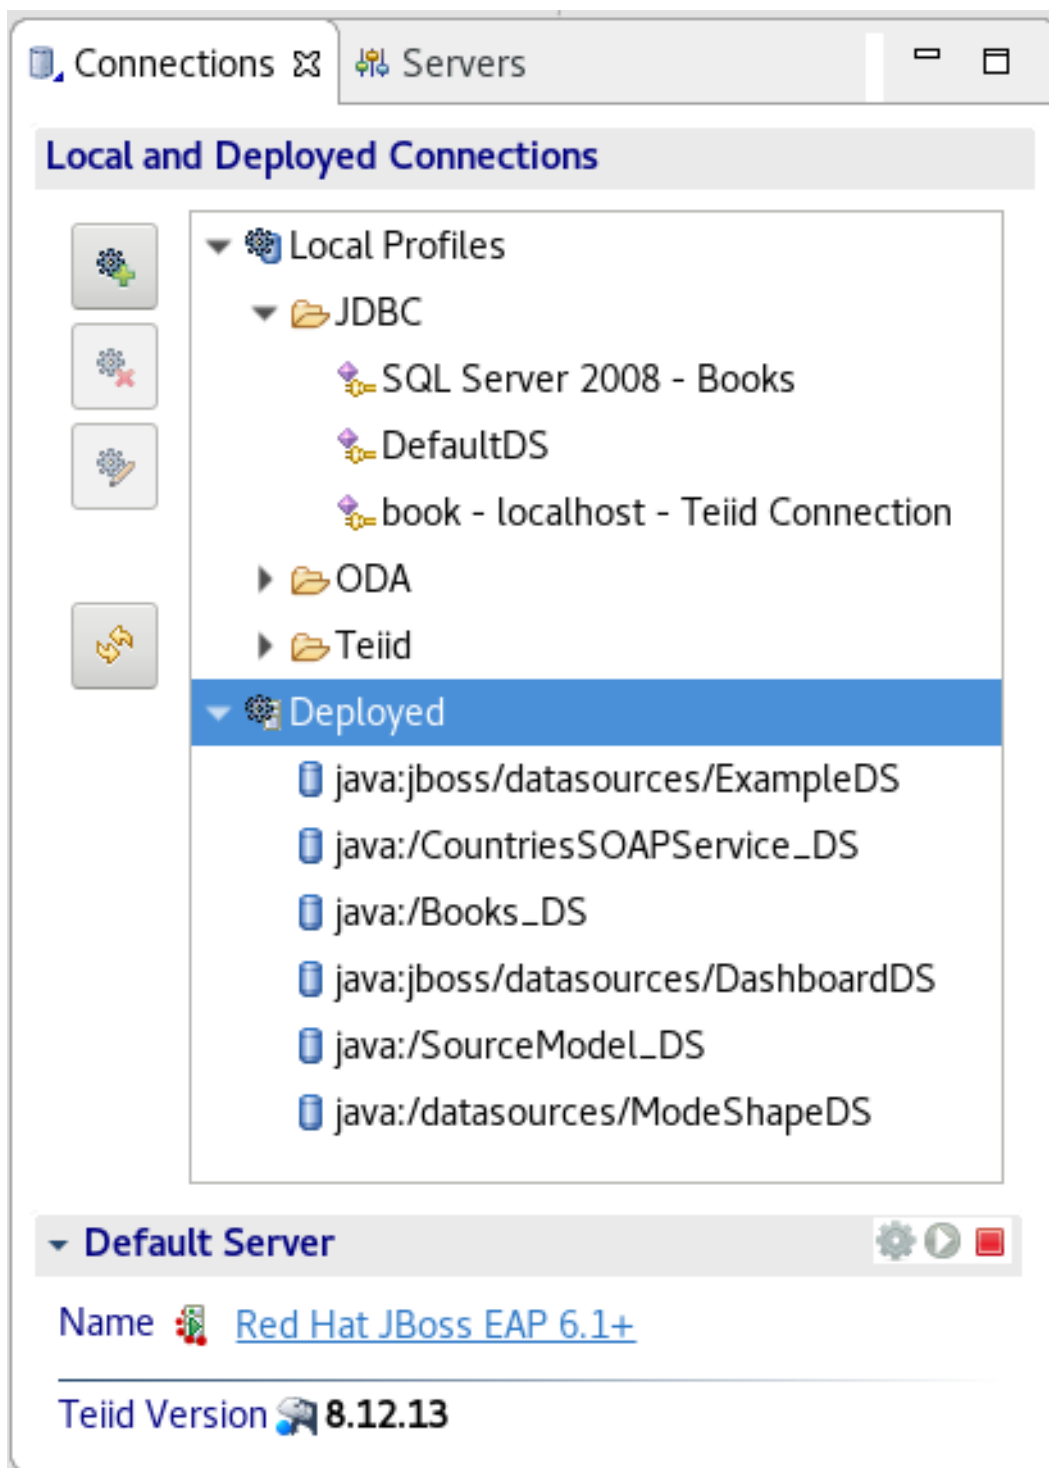 Connections Servers
Local and Deployed Connections
Local Profiles
JDBC
SQL Server 2008 - Books
DefaultDS
book - localhost - Teiid Connection
ODA
Teiid
Deployed
java:jboss/datasources/ExampleDS
java:/CountriesSOAPService_DS
java:/Books_DS
java:jboss/datasources/DashboardDS
java:/SourceModel_DS
java:/datasources/ModeShapeDS
Default Server
Name Red Hat JBoss EAP 6.1+
Teiid Version 8.12.13